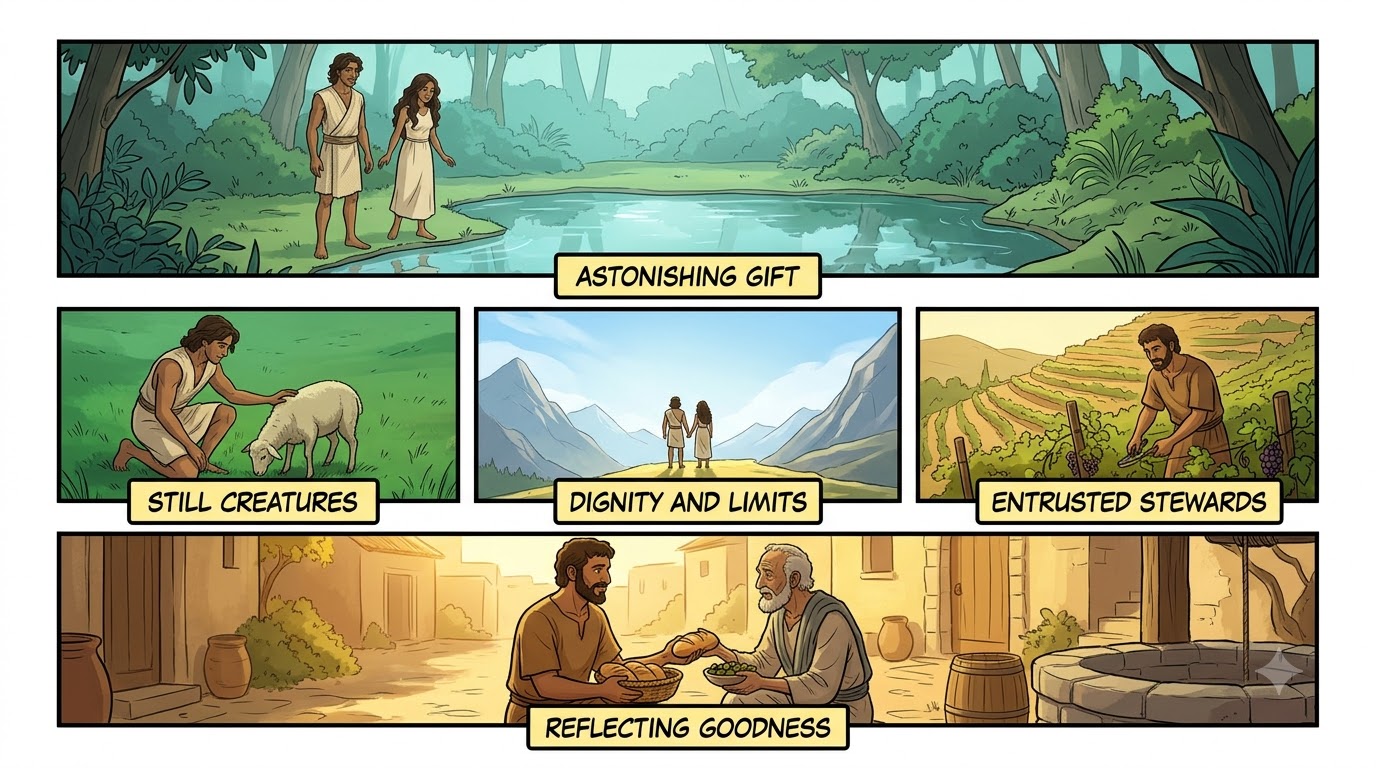 ASTONISHING GIFT
STILL CREATURES
DIGNITY AND LIMITS
ENTRUSTED STEWARDS
REFLECTING GOODNESS